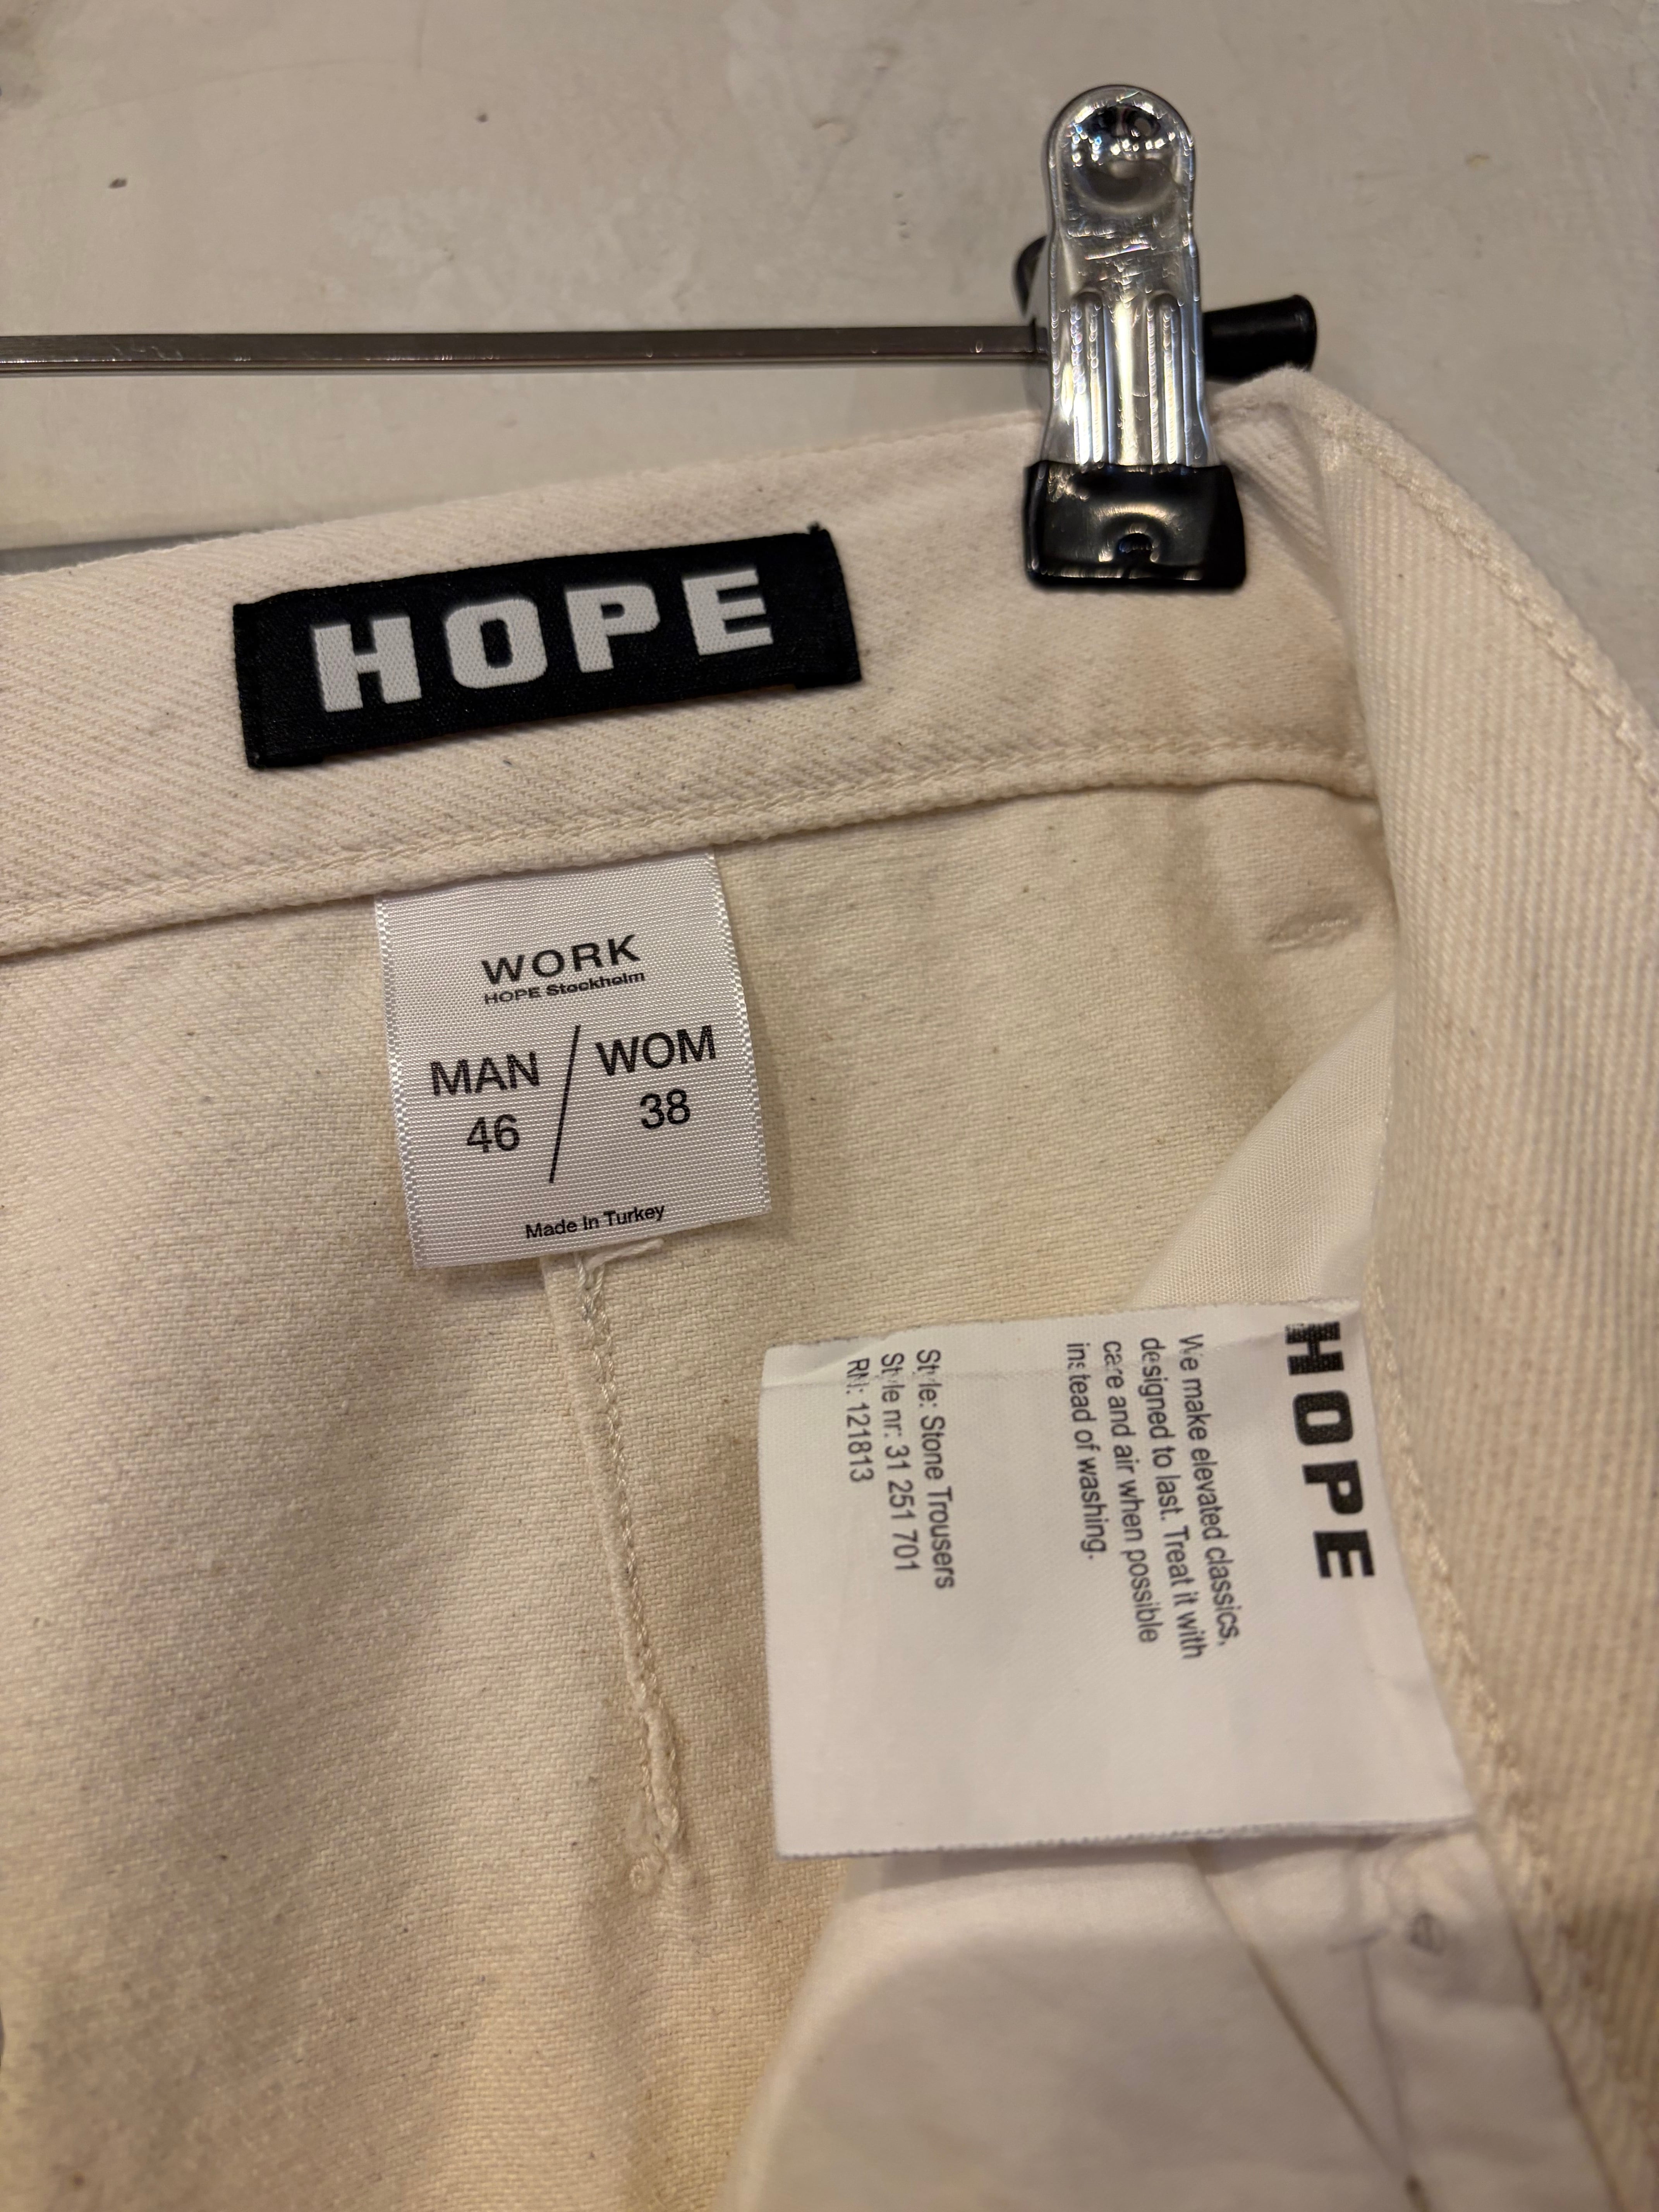 HOPE
WORK
HOPE Stockholm
MAN / WOM
46 / 38
Made In Turkey
HOPE
We make elevated classics,
designed to last. Treat it with
care and air when possible
instead of washing.
Style: Stone Trousers
Style nr: 31 251 701
RN: 121813